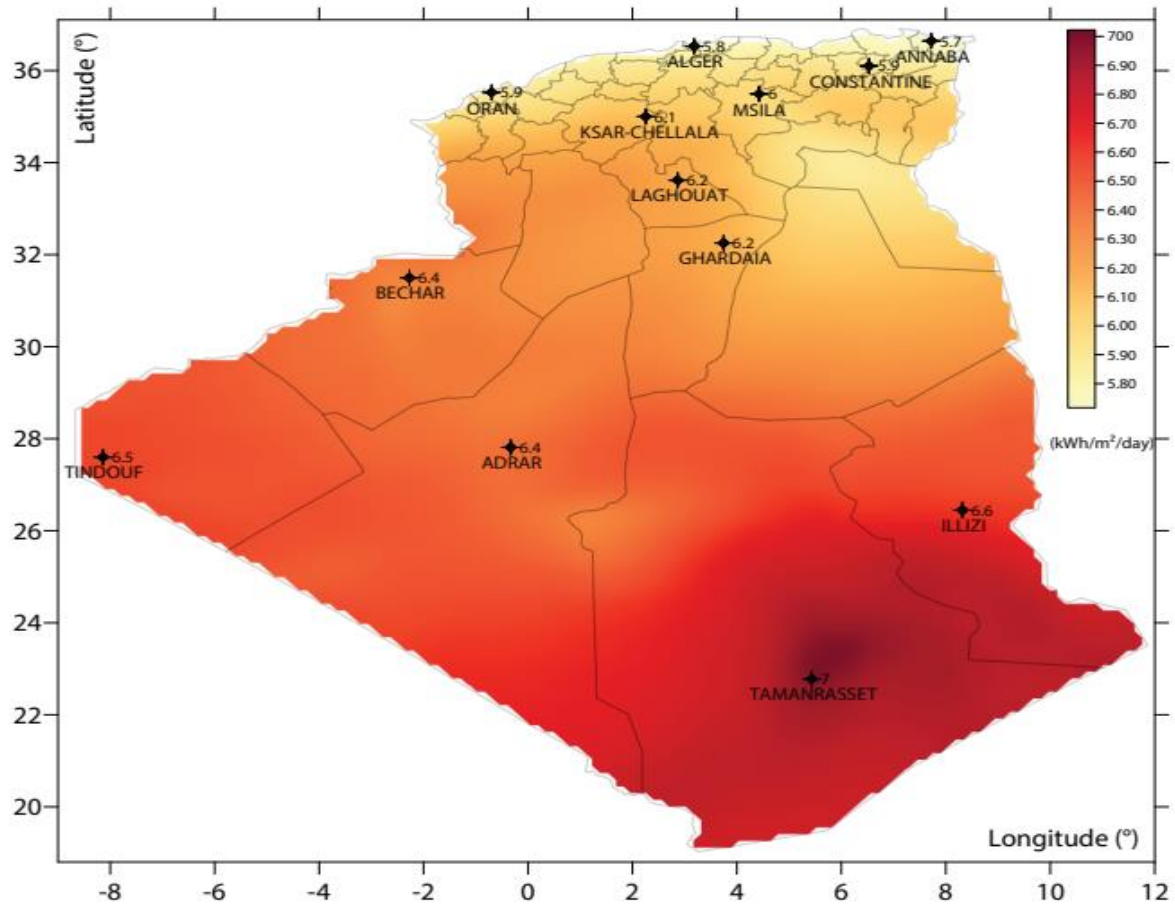 Latitude (°)
36
34
32
30
28
26
24
22
20
-8
-6
-4
-2
0
2
4
6
8
10
12
Longitude (°)
5.7
ANNABA
5.8
ALGER
5.9
CONSTANTINE
5.9
ORAN
6
MSILA
6.1
KSAR-CHELLALA
6.2
LAGHOUAT
6.2
GHARDAIA
6.4
BECHAR
6.5
TINDOUF
6.4
ADRAR
6.6
ILLIZI
7
TAMANRASSET
700
6.90
6.80
6.70
6.60
6.50
6.40
6.30
6.20
6.10
6.00
5.90
5.80
(kWh/m²/day)